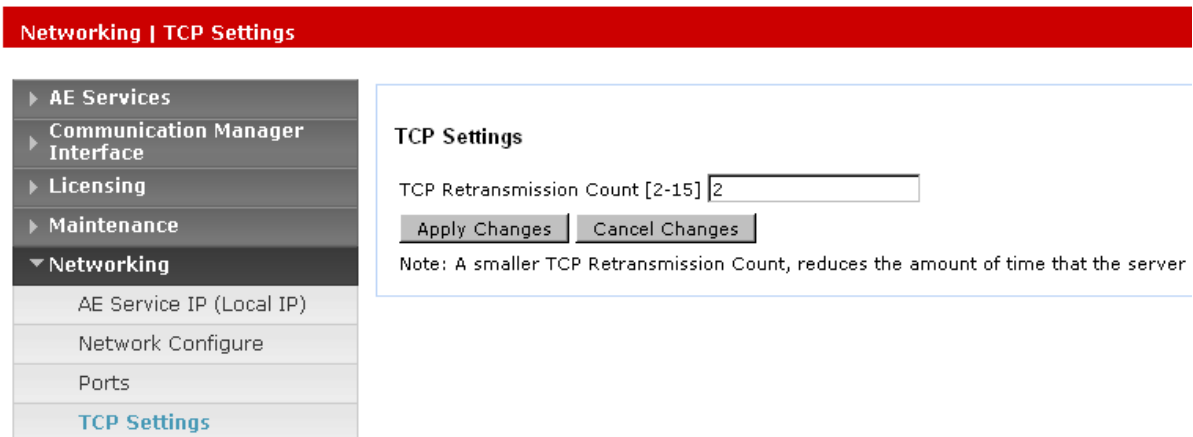 Networking | TCP Settings
AE Services
Communication Manager
Interface
Licensing
Maintenance
Networking
AE Service IP (Local IP)
Network Configure
Ports
TCP Settings
TCP Settings
TCP Retransmission Count [2-15] 2
Apply Changes Cancel Changes
Note: A smaller TCP Retransmission Count, reduces the amount of time that the server